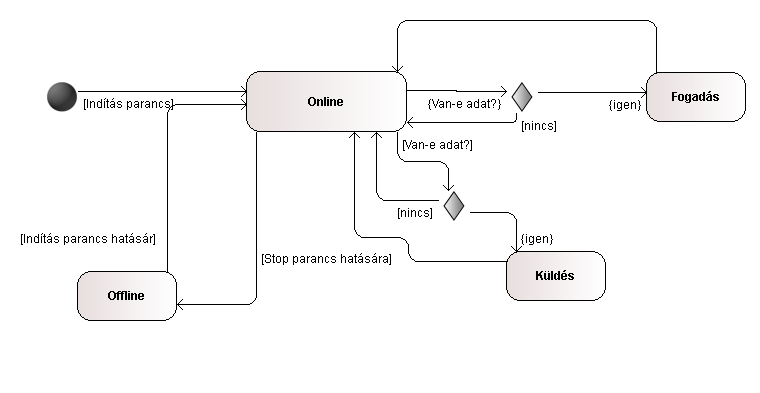 [Indítás parancs]
Online
{Van-e adat?}
{igen}
Fogadás
[nincs]
[Van-e adat?]
[nincs]
{igen}
[Indítás parancs hatásár]
[Stop parancs hatására]
Küldés
Offline